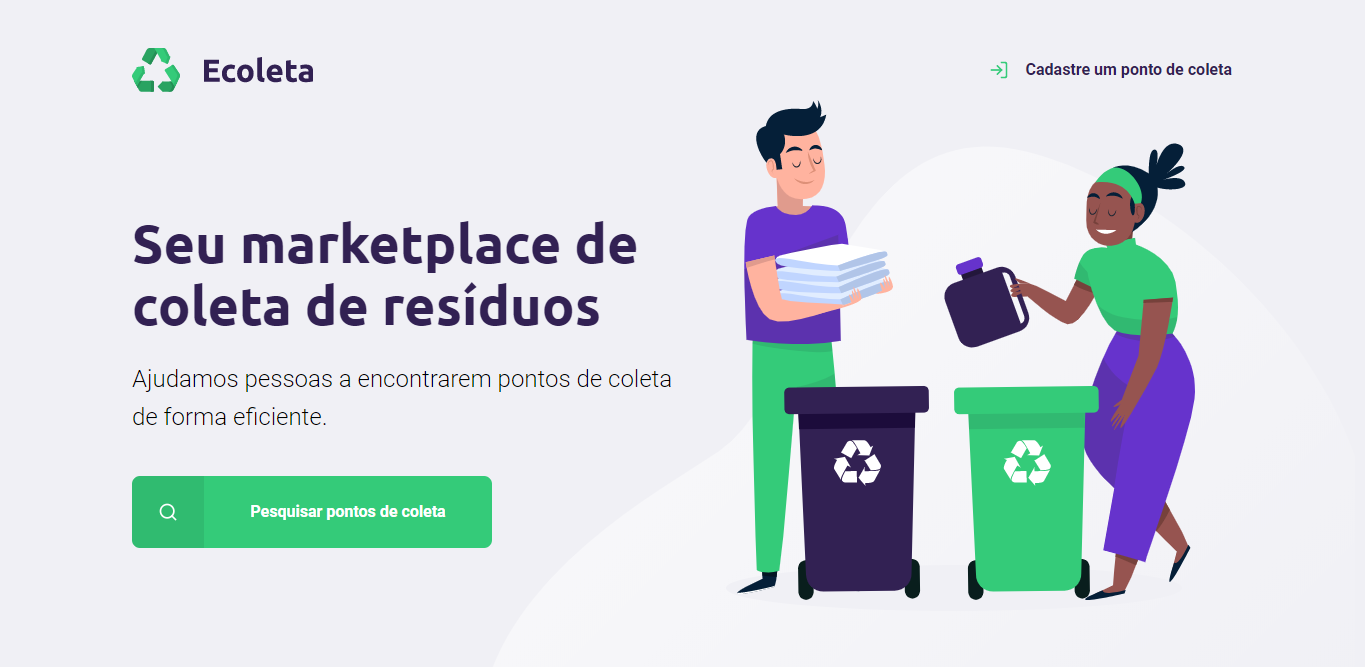 Ecoleta
Cadastre um ponto de coleta
Seu marketplace de
coleta de resíduos
Ajudamos pessoas a encontrarem pontos de coleta
de forma eficiente.
Pesquisar pontos de coleta